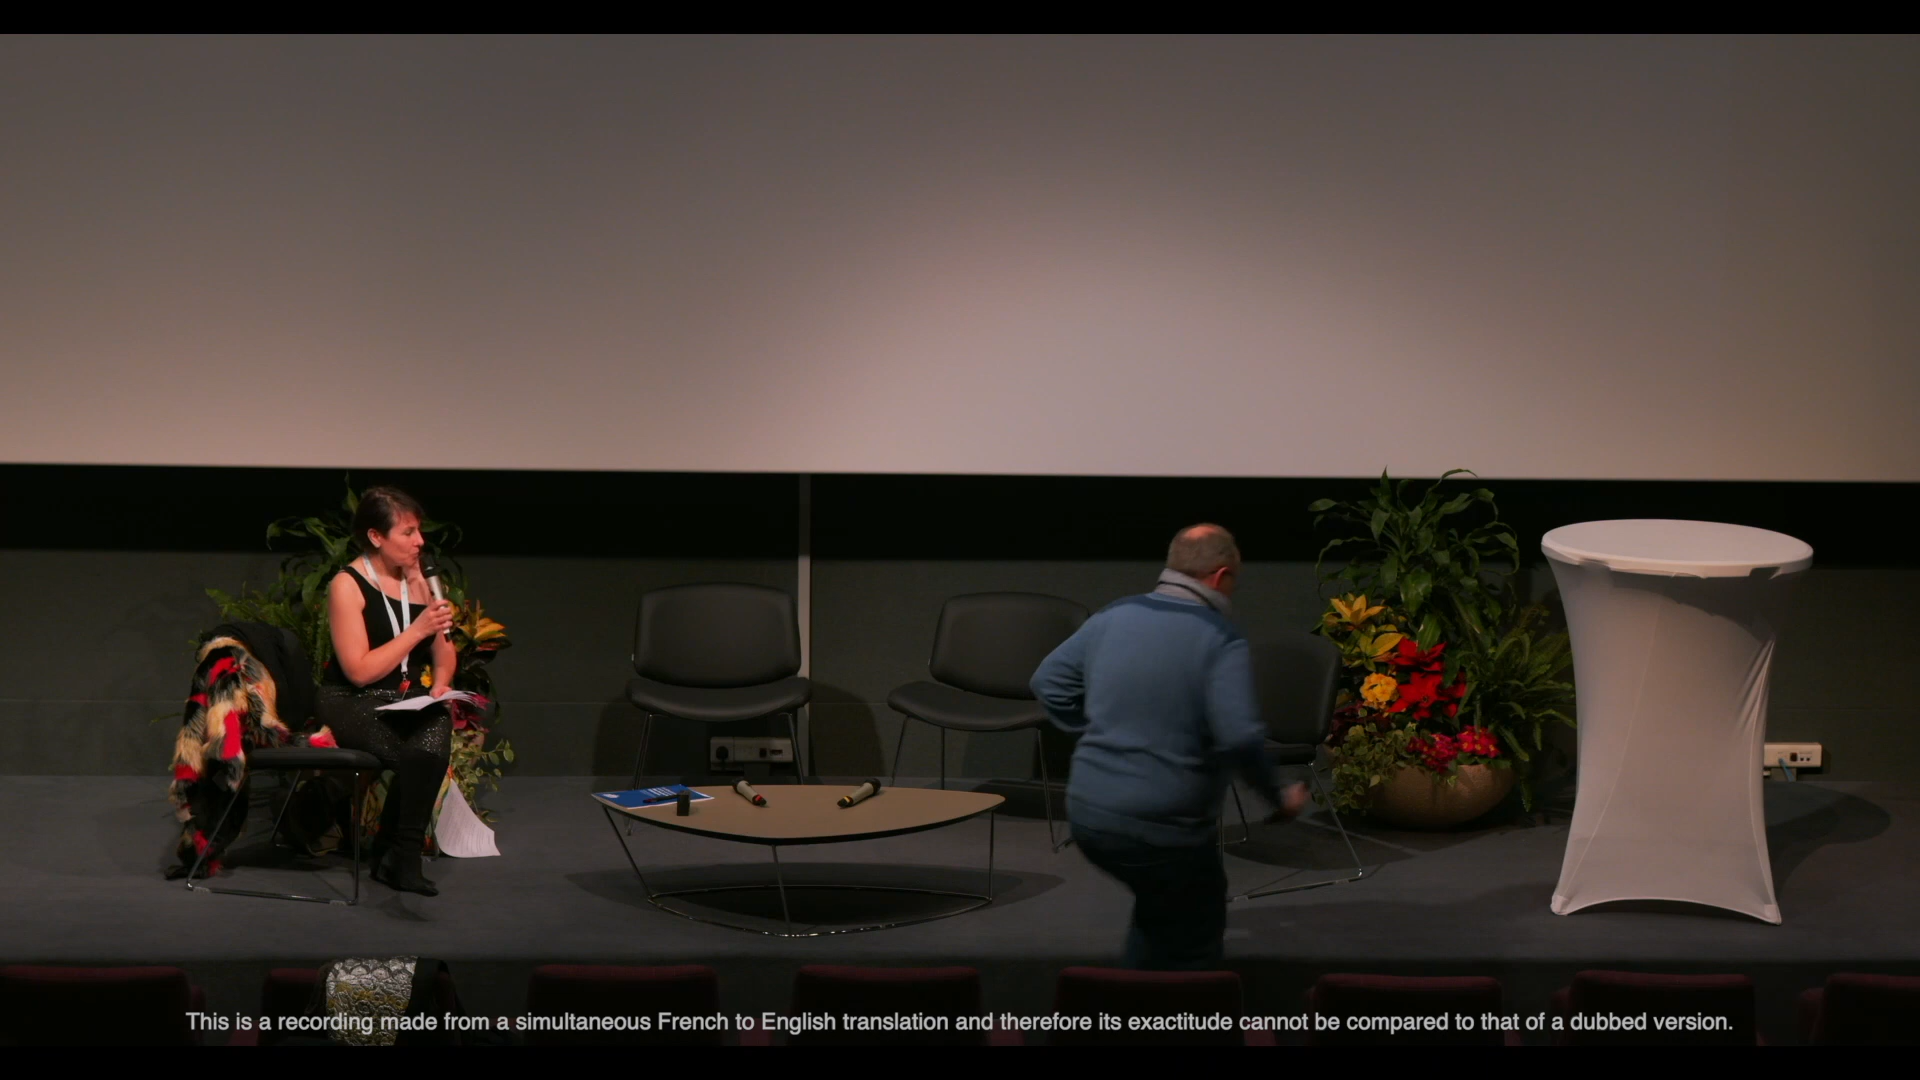 This is a recording made from a simultaneous French to English translation and therefore its exactitude cannot be compared to that of a dubbed version.